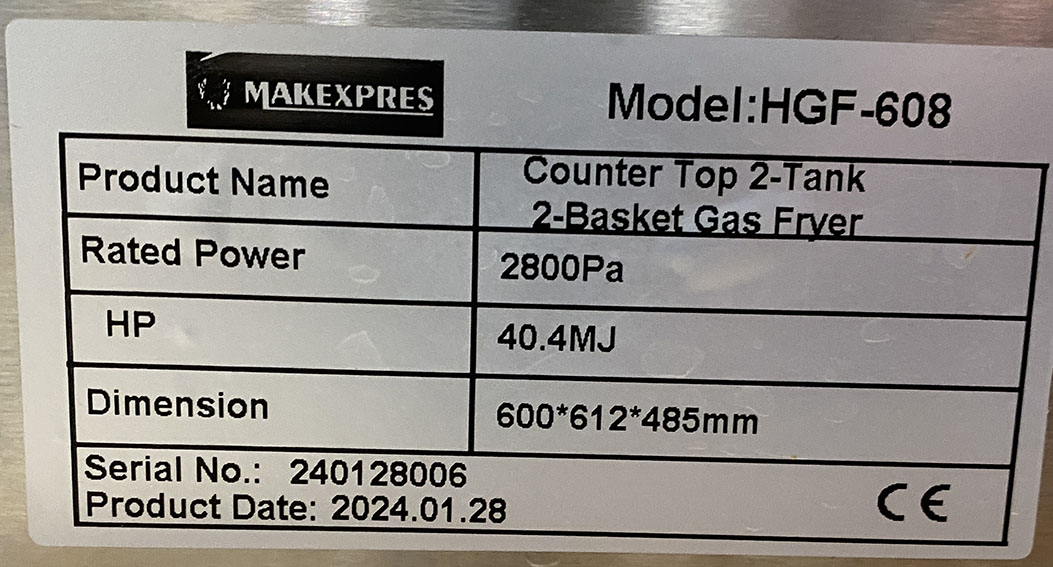 MAKEXPRES
Model:HGF-608
Product Name
Counter Top 2-Tank
2-Basket Gas Fryer
Rated Power
2800Pa
HP
40.4MJ
Dimension
600*612*485mm
Serial No.: 240128006
Product Date: 2024.01.28
CE